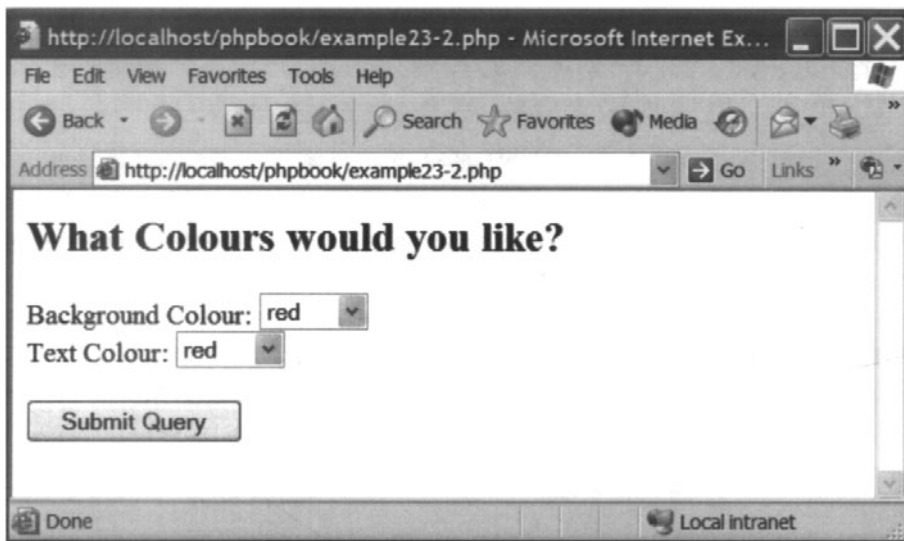 http://localhost/phpbook/example23-2.php - Microsoft Internet Ex...
File Edit View Favorites Tools Help
Back Search Favorites Media »
Address http://localhost/phpbook/example23-2.php Go Links »
What Colours would you like?
Background Colour: red
Text Colour: red
Submit Query
Done Local intranet